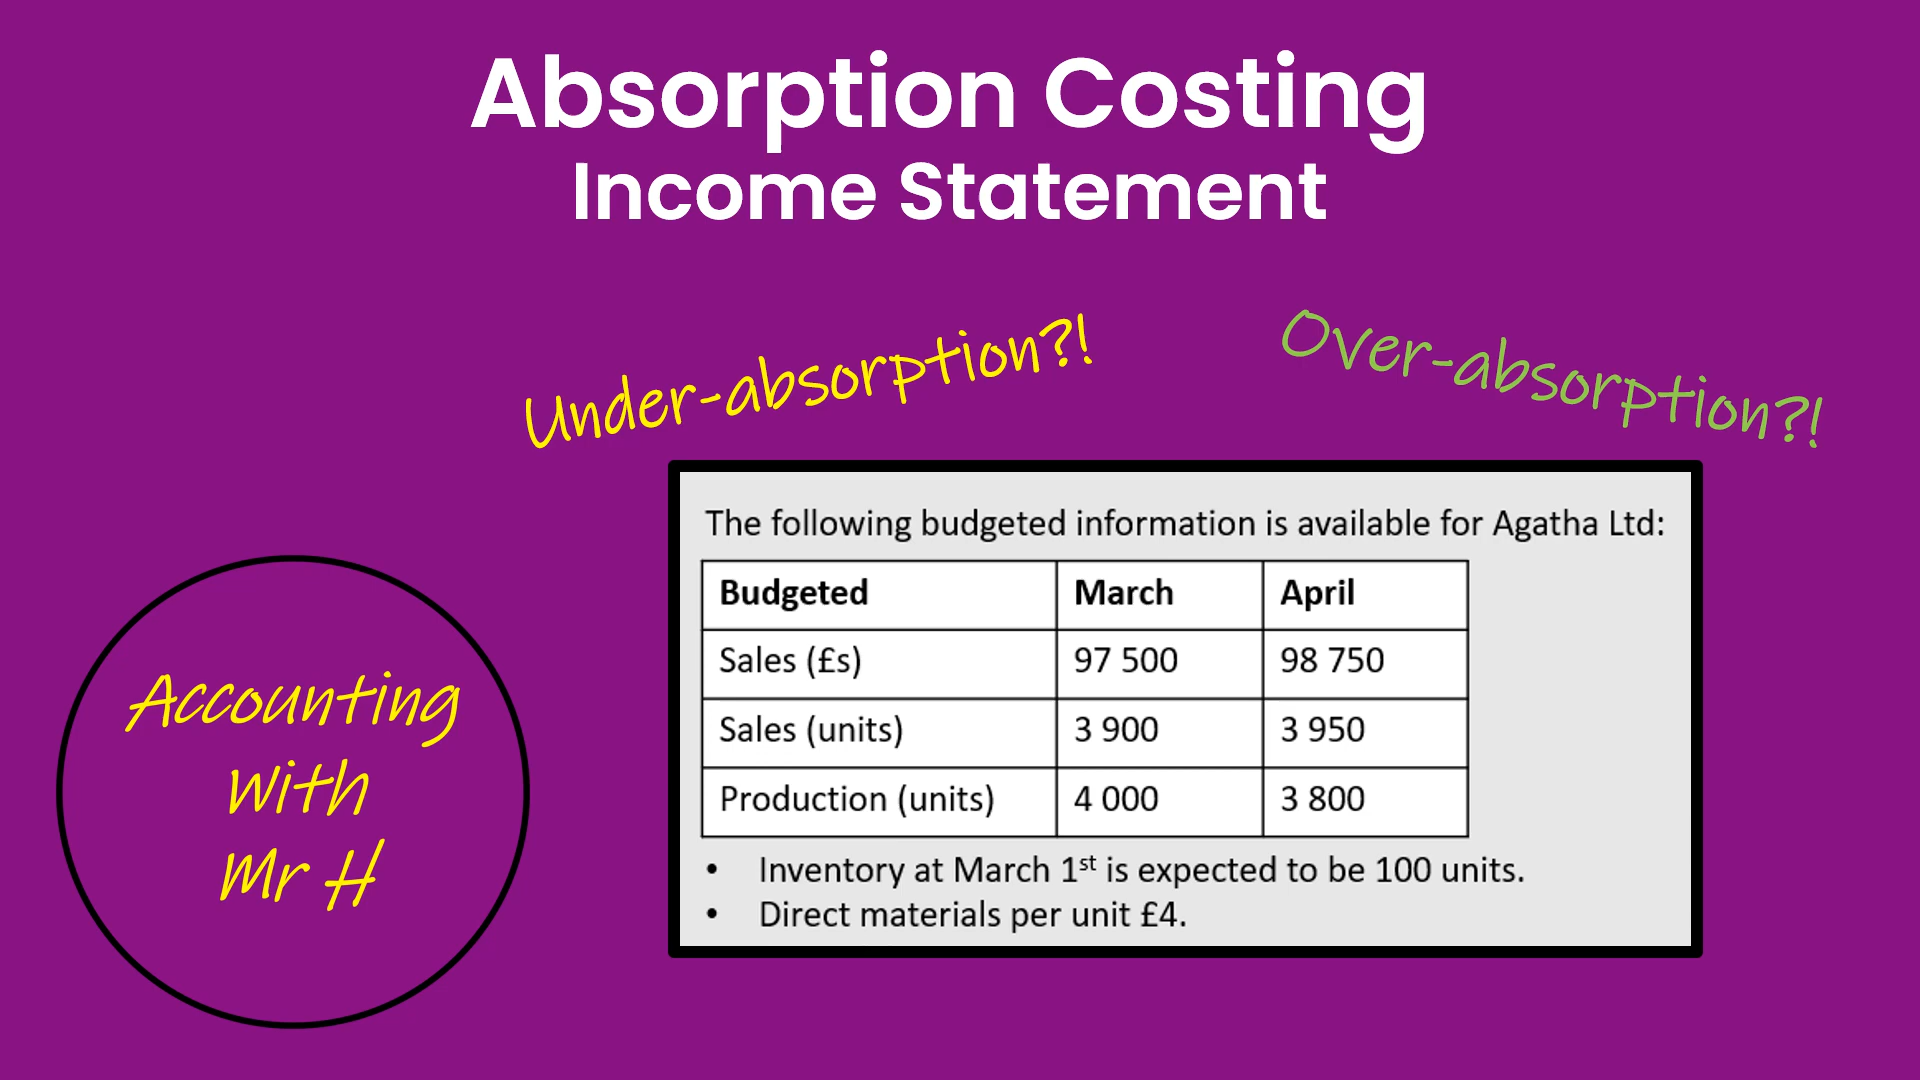 Absorption Costing
Income Statement
Under-absorption?!
Over-absorption?!
The following budgeted information is available for Agatha Ltd:
Budgeted March April
Sales (£s) 97 500 98 750
Sales (units) 3 900 3 950
Production (units) 4 000 3 800
• Inventory at March 1st is expected to be 100 units.
• Direct materials per unit £4.
Accounting
With
Mr H